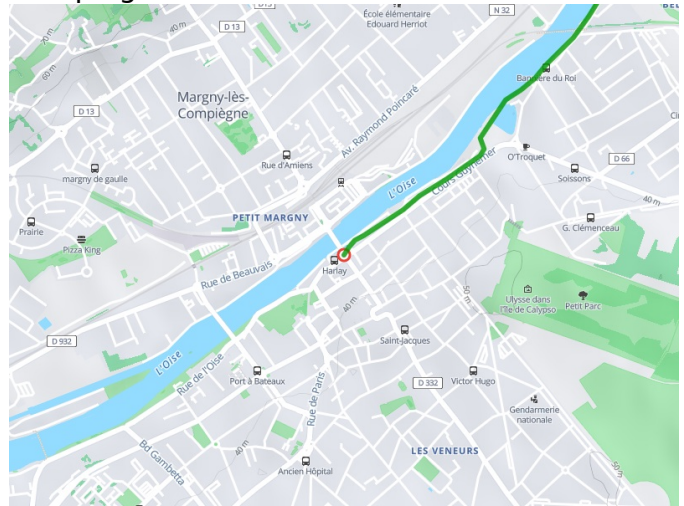 D 13
École élémentaire
Edouard Herriot
N 32
40 m
D 13
60 m
Bannière du Roi
D 13
Margny-lès-
Compiègne
Av. Raymond Poincaré
O'Troquet
D 66
Rue d'Amiens
margny de gaulle
L'Oise
Cours Guynemer
Soissons
40 m
Prairie
PETIT MARGNY
G. Clémenceau
Pizza King
Harlay
Rue de Beauvais
50 m
Ulysse dans
l'Île de Calypso
Petit Parc
40 m
D 932
Saint-Jacques
L'Oise
Rue de l'Oise
Port à Bateaux
Rue de Paris
D 332
Victor Hugo
Gendarmerie
nationale
40 m
Bd Gambetta
LES VENEURS
Ancien Hôpital
50 m